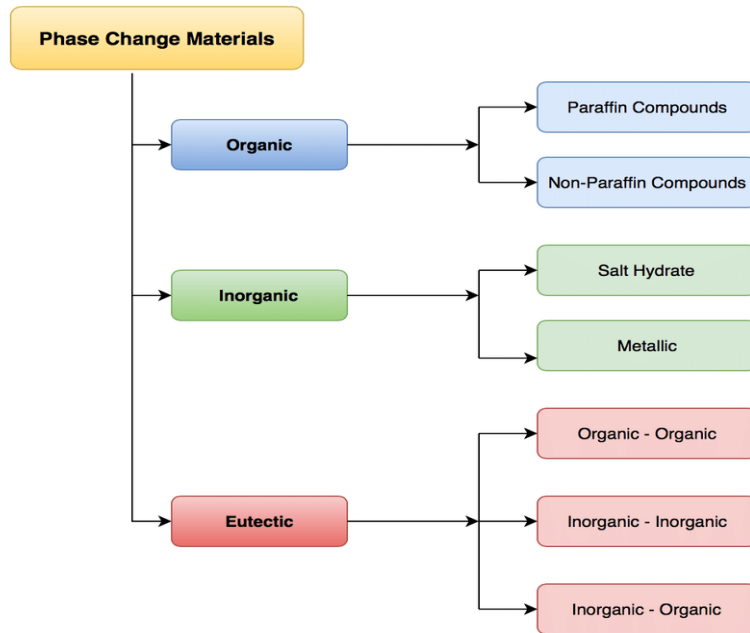 Phase Change Materials
Organic
Paraffin Compounds
Non-Paraffin Compounds
Inorganic
Salt Hydrate
Metallic
Eutectic
Organic - Organic
Inorganic - Inorganic
Inorganic - Organic